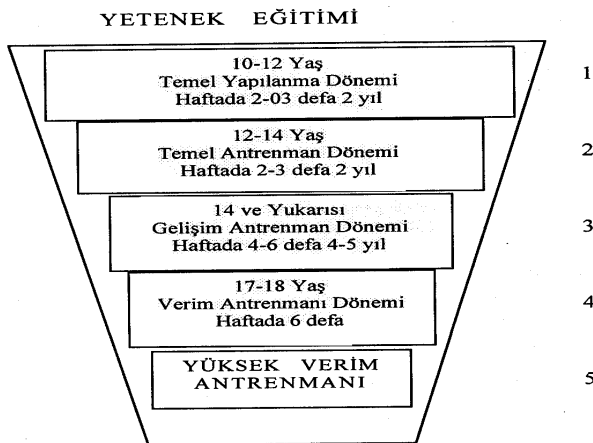 YETENEK EĞİTİMİ
10-12 Yaş
Temel Yapılanma Dönemi
Haftada 2-03 defa 2 yıl
1
12-14 Yaş
Temel Antrenman Dönemi
Haftada 2-3 defa 2 yıl
2
14 ve Yukarısı
Gelişim Antrenman Dönemi
Haftada 4-6 defa 4-5 yıl
3
17-18 Yaş
Verim Antrenmanı Dönemi
Haftada 6 defa
4
YÜKSEK VERİM
ANTRENMANI
5